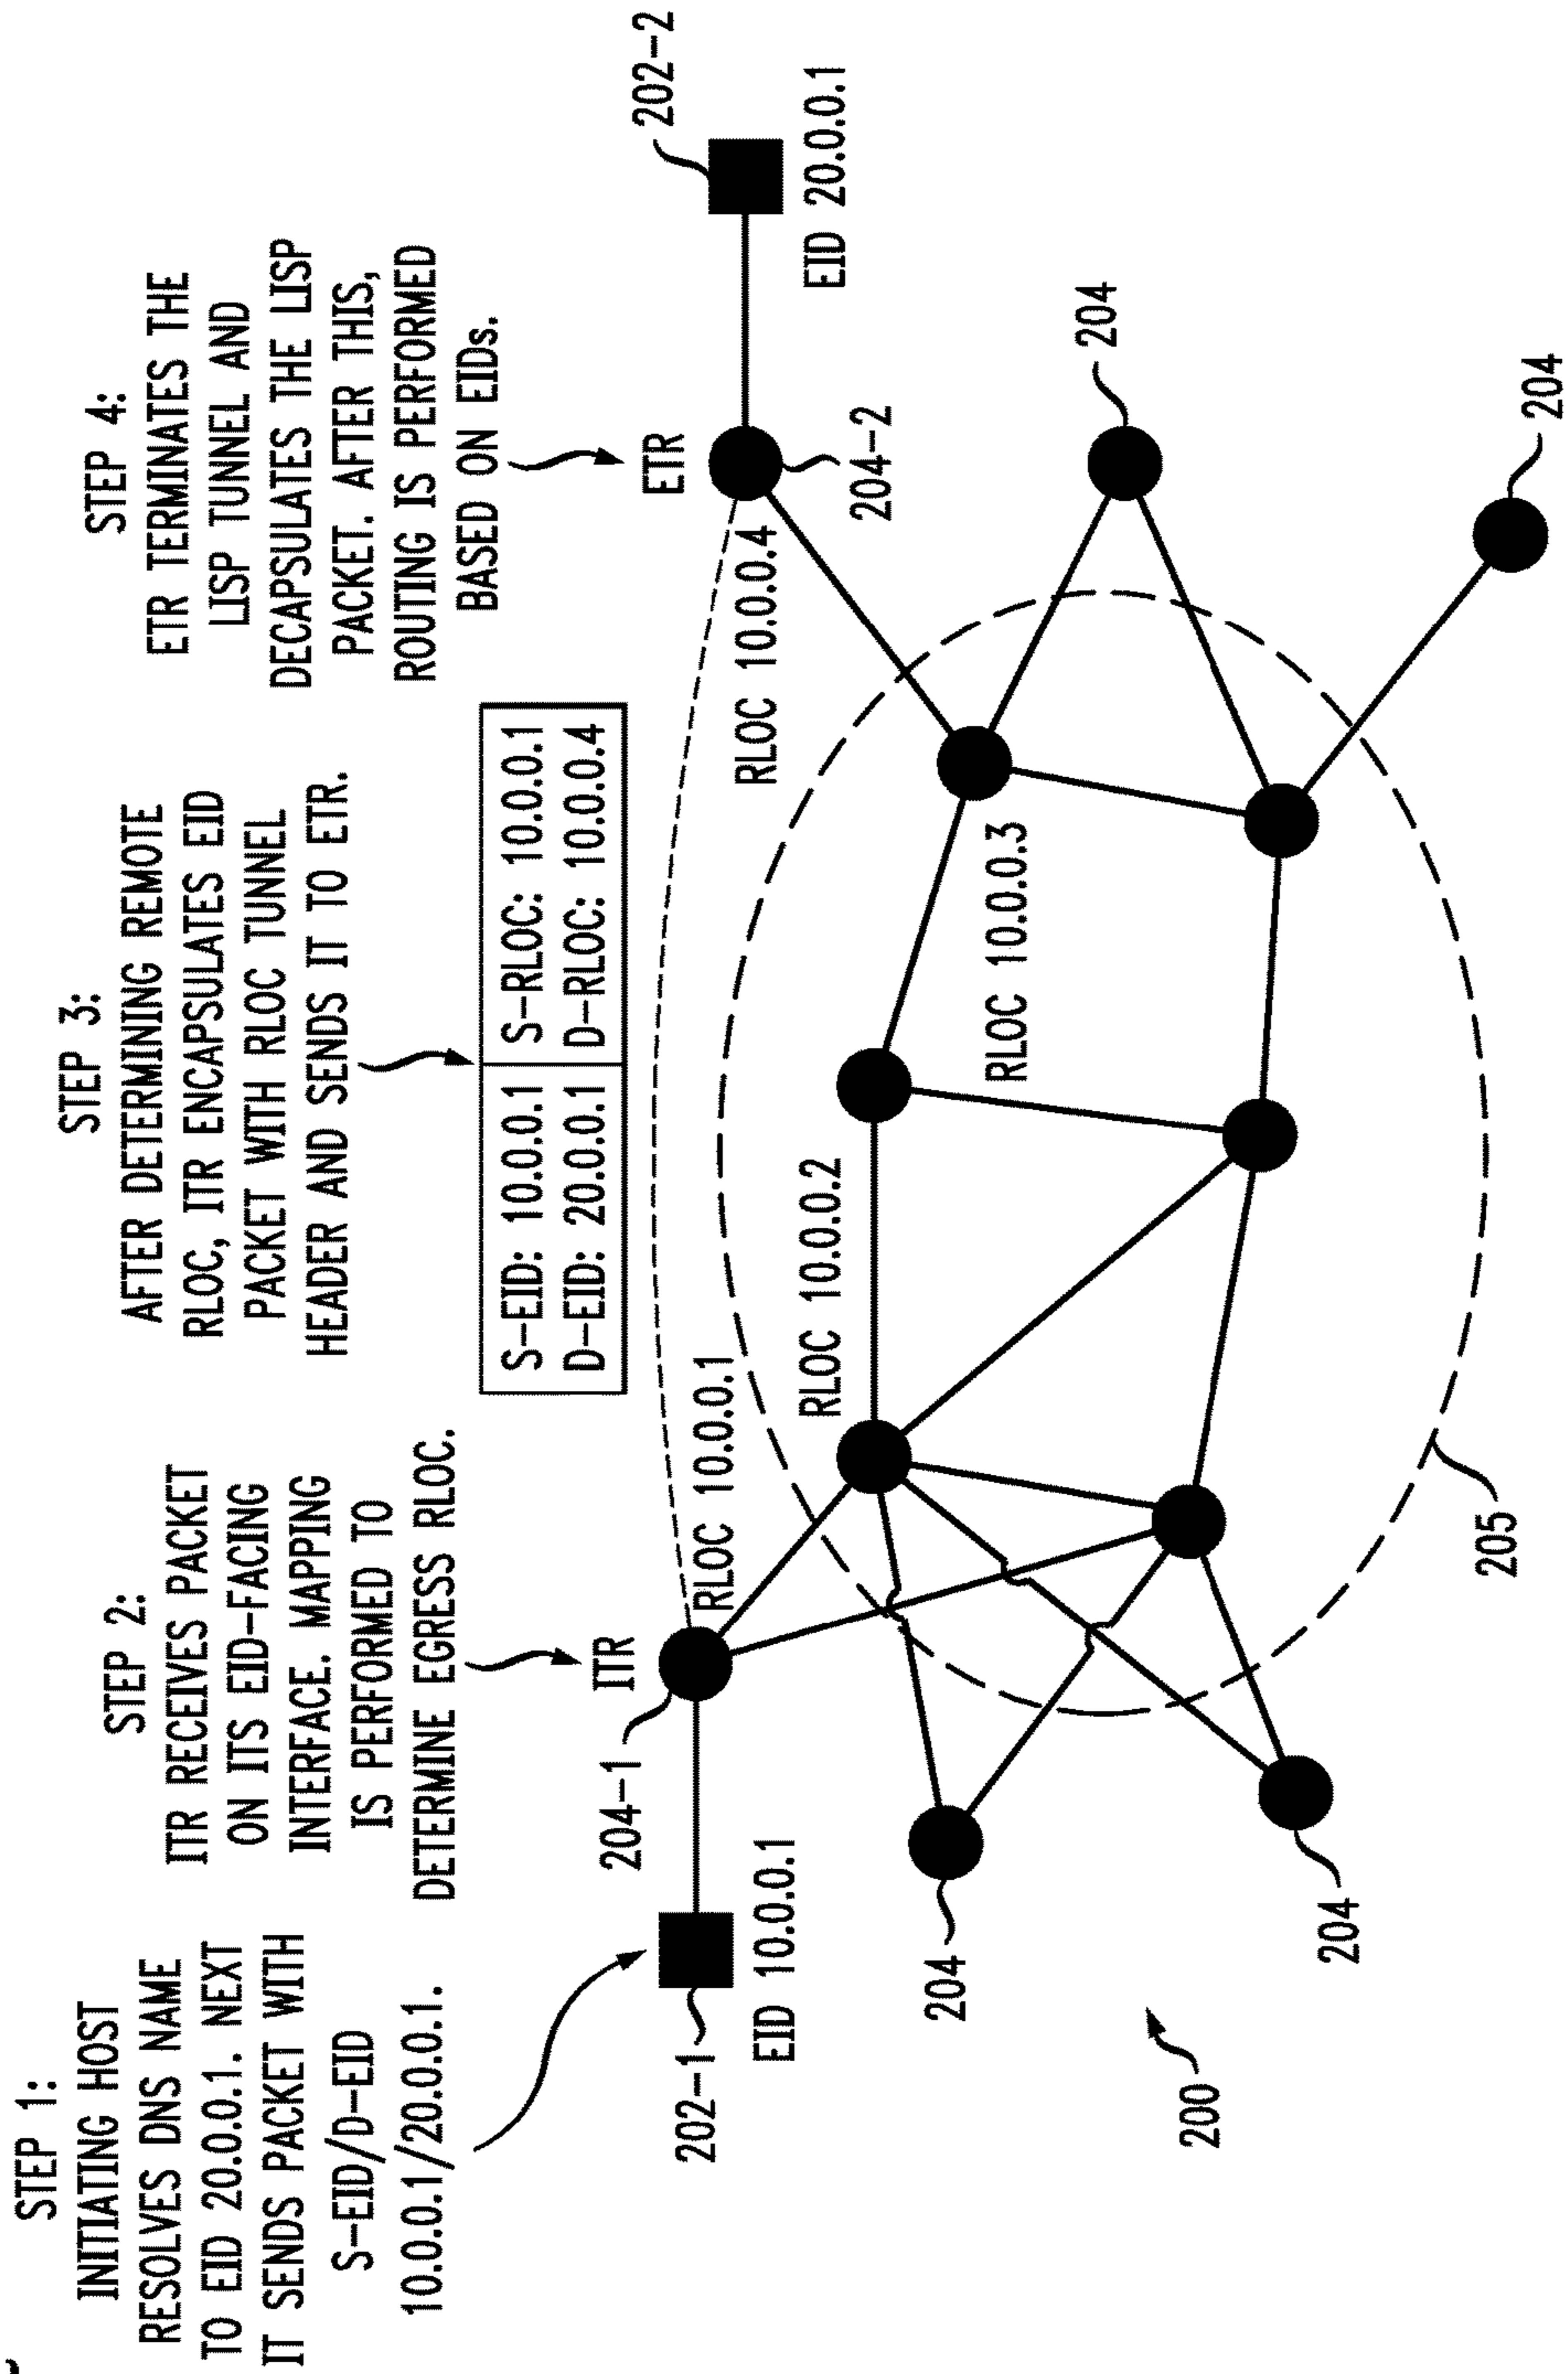 STEP 1:
INITIATING HOST
RESOLVES DNS NAME
TO EID 20.0.0.1. NEXT
IT SENDS PACKET WITH
S-EID/D-EID
10.0.0.1/20.0.0.1.
STEP 2:
ITR RECEIVES PACKET
ON ITS EID-FACING
INTERFACE. MAPPING
IS PERFORMED TO
DETERMINE EGRESS RLOC.
STEP 3:
AFTER DETERMINING REMOTE
RLOC, ITR ENCAPSULATES EID
PACKET WITH RLOC TUNNEL
HEADER AND SENDS IT TO ETR.
STEP 4:
ETR TERMINATES THE
LISP TUNNEL AND
DECAPSULATES THE LISP
PACKET. AFTER THIS,
ROUTING IS PERFORMED
BASED ON EIDs.
S-EID: 10.0.0.1
D-EID: 20.0.0.1
S-RLOC: 10.0.0.1
D-RLOC: 10.0.0.4
202-1
EID 10.0.0.1
204-1
ITR
RLOC 10.0.0.1
RLOC 10.0.0.2
RLOC 10.0.0.3
RLOC 10.0.0.4
ETR
204-2
202-2
EID 20.0.0.1
204
204
204
204
205
200